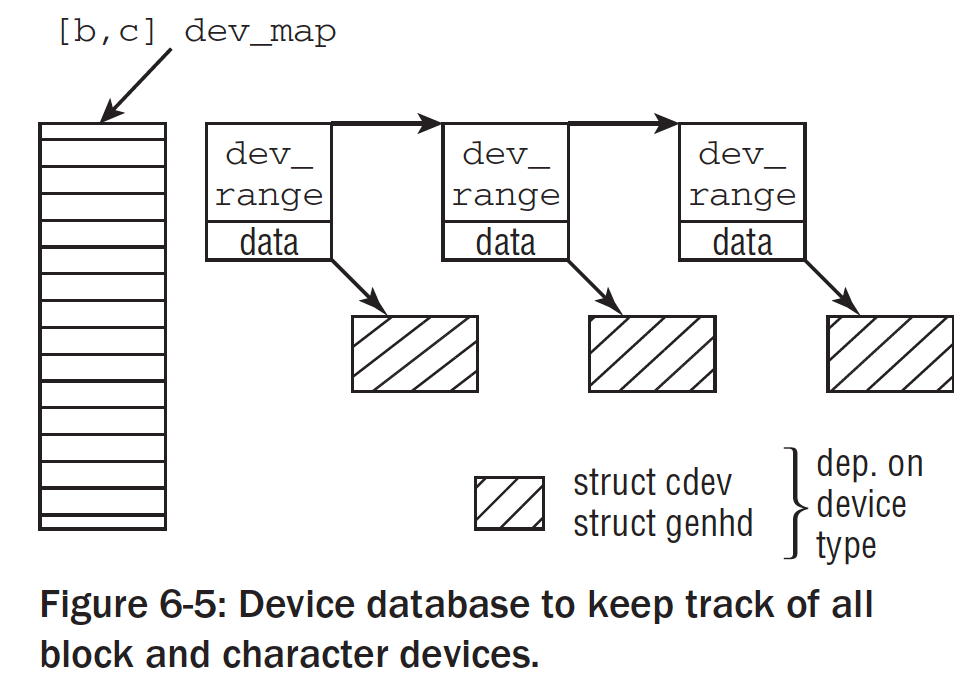 [b,c] dev_map
dev_
range
data
dev_
range
data
dev_
range
data
struct cdev
struct genhd
dep. on
device
type
Figure 6-5: Device database to keep track of all
block and character devices.